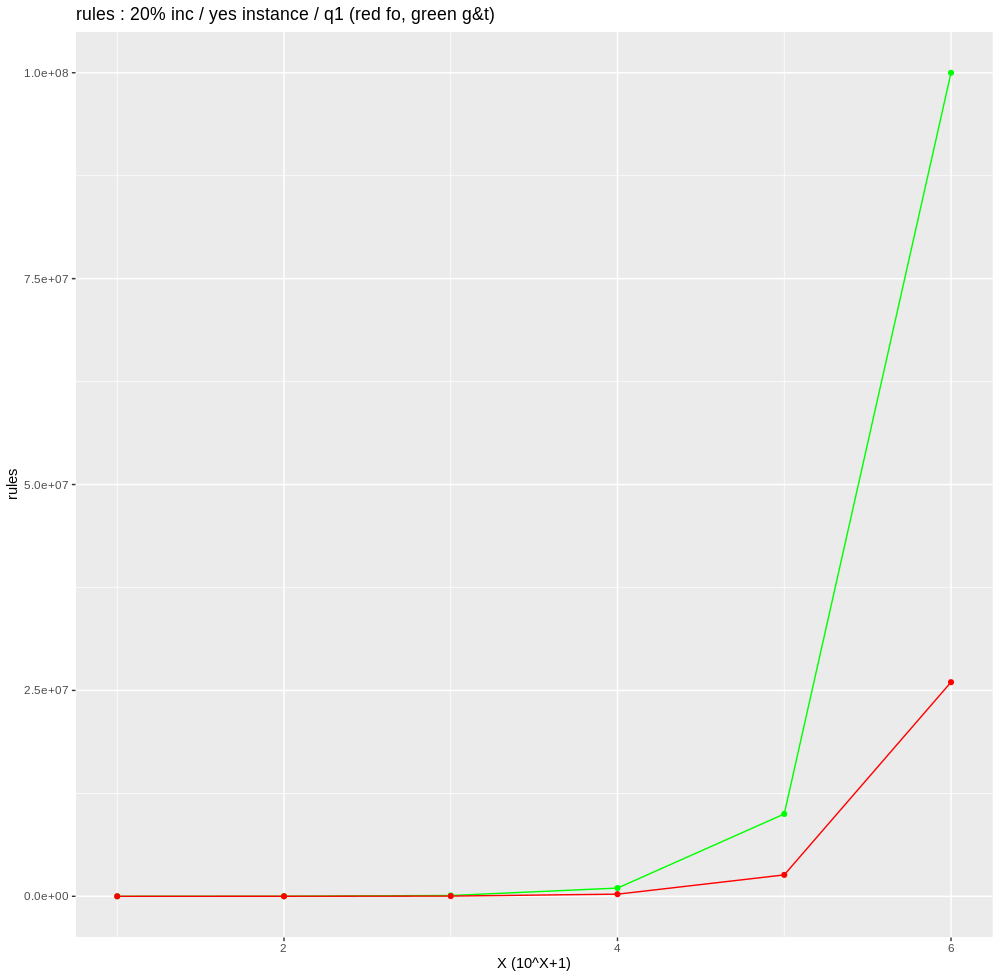 rules : 20% inc / yes instance / q1 (red fo, green g&t)
1.0e+08
7.5e+07
5.0e+07
2.5e+07
0.0e+00
rules
2 4 6
X (10^X+1)